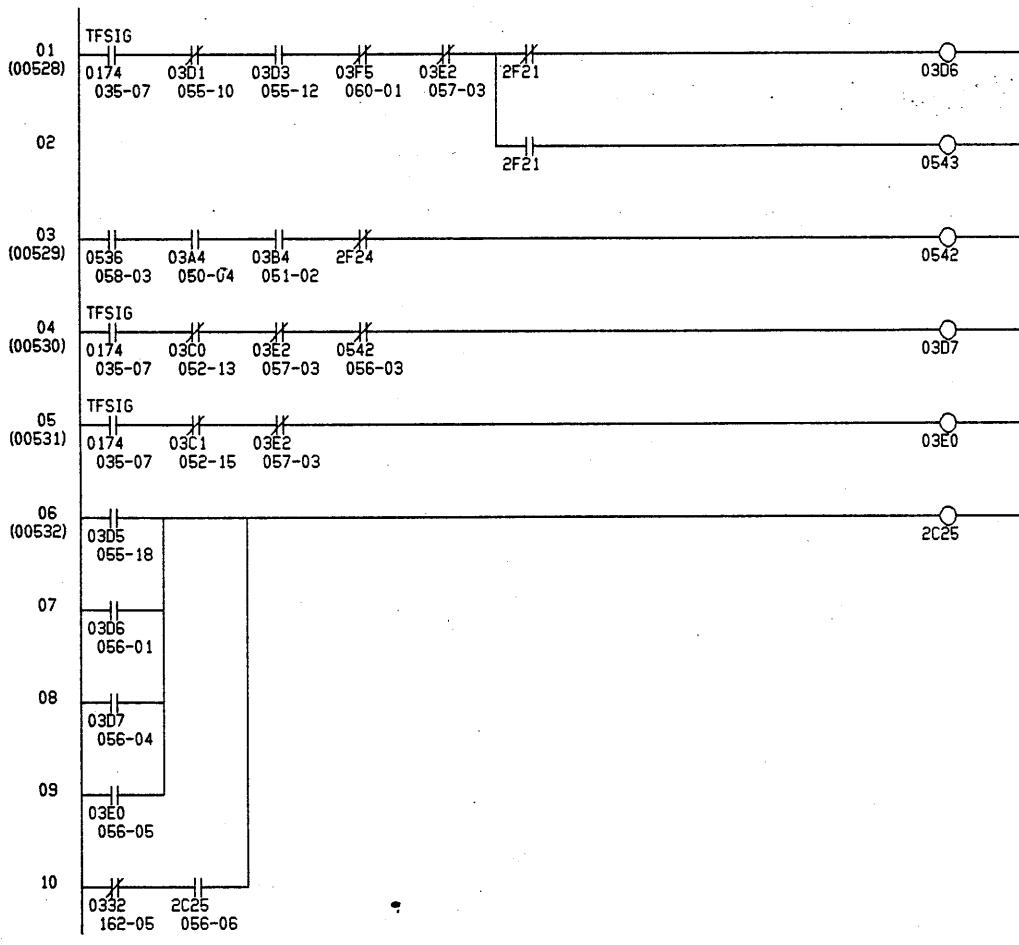 TFSIG
01
(00528)
0174 03D1 03D3 03F5 03E2 2F21 03D6
035-07 055-10 055-12 060-01 057-03
02
2F21 0543
03
(00529)
0536 03A4 03B4 2F24 0542
058-03 050-04 051-02
TFSIG
04
(00530)
0174 03C0 03E2 0542 03D7
035-07 052-13 057-03 056-03
TFSIG
05
(00531)
0174 03C1 03E2 03E0
035-07 052-15 057-03
06
(00532)
03D5 2C25
055-18
07
03D6
056-01
08
03D7
056-04
09
03E0
056-05
10
0332 2C25
162-05 056-06